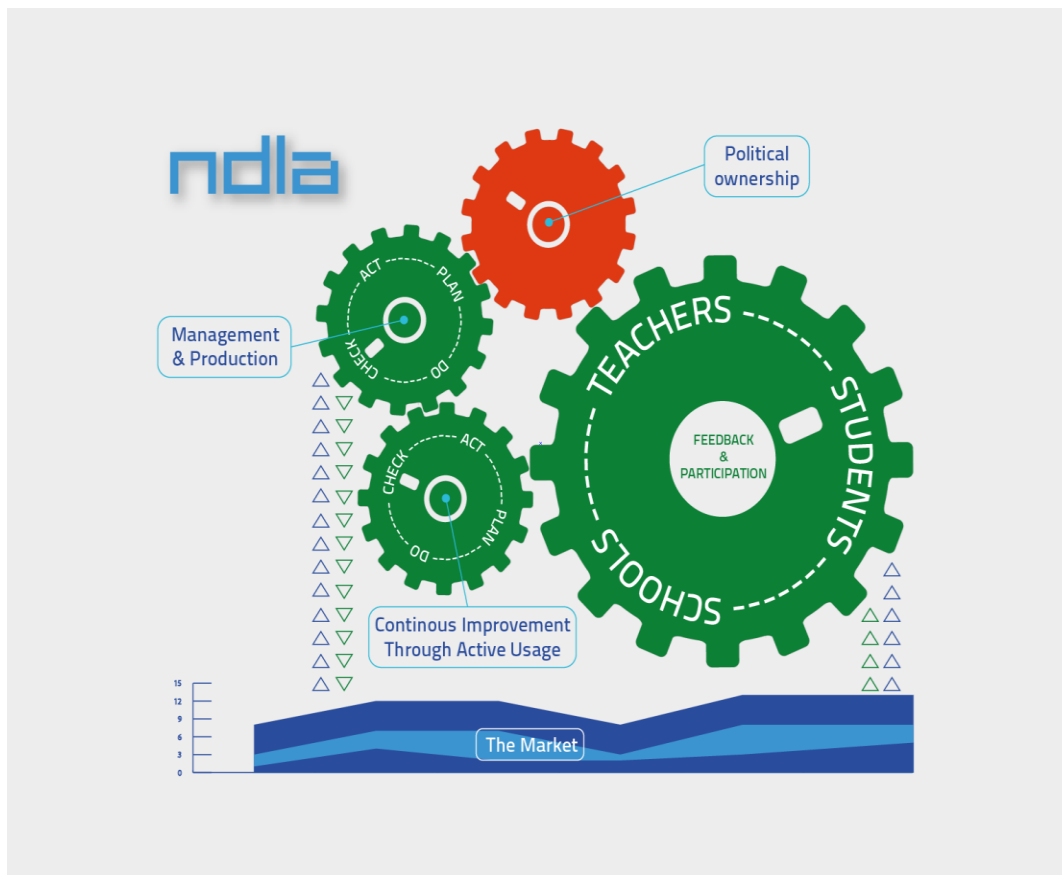 ndla
Political
ownership
ACT
PLAN
DO
CHECK
Management
& Production
TEACHERS
STUDENTS
SCHOOLS
FEEDBACK
&
PARTICIPATION
CHECK
ACT
PLAN
DO
Continous Improvement
Through Active Usage
15
12
9
6
3
0
The Market